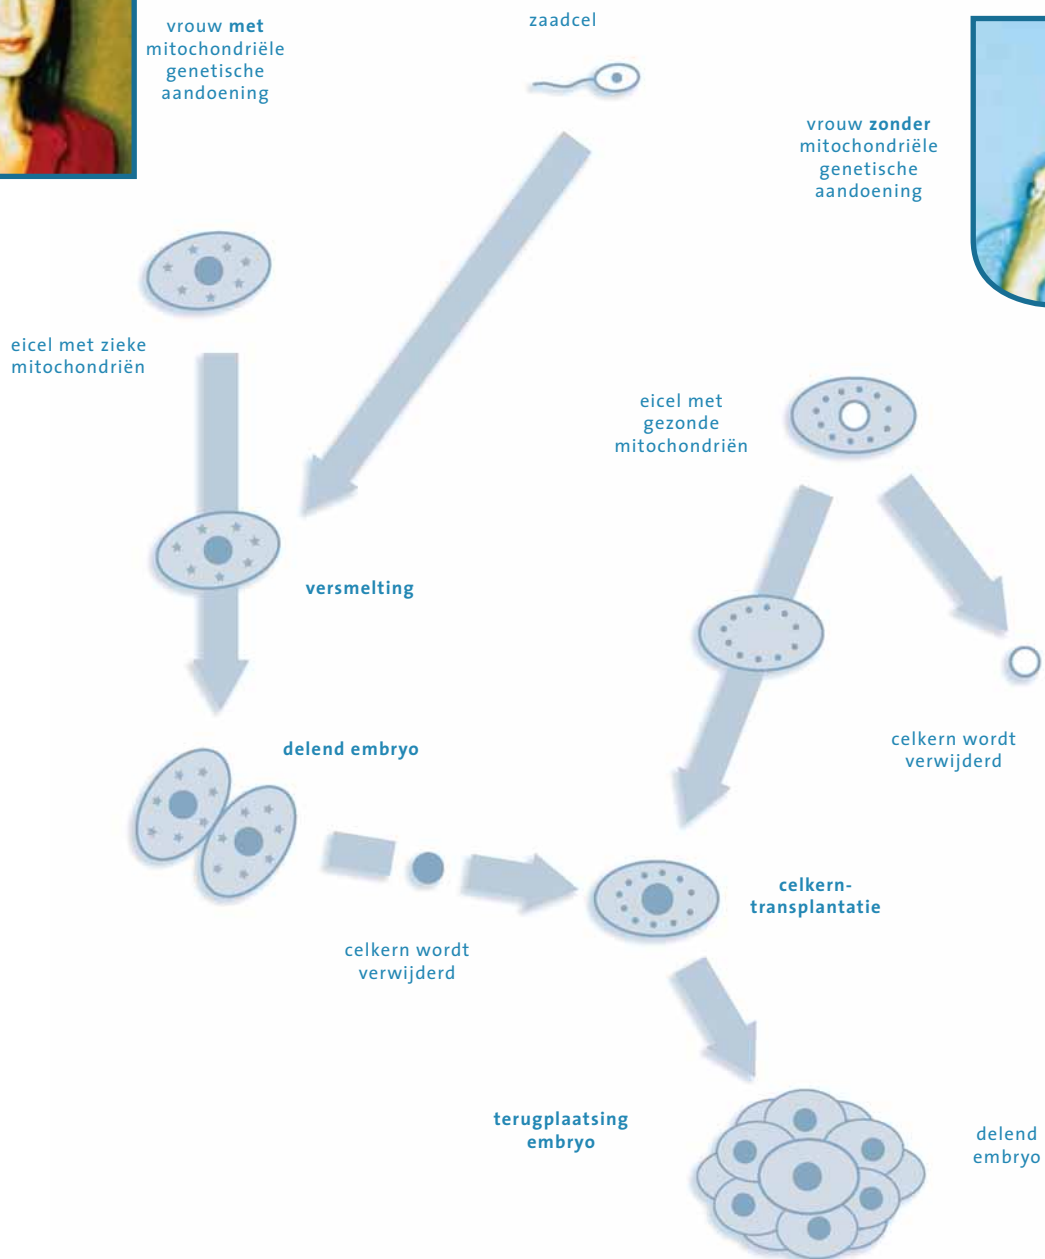 vrouw met
mitochondriële
genetische
aandoening
zaadcel
vrouw zonder
mitochondriële
genetische
aandoening
eicel met zieke
mitochondriën
eicel met
gezonde
mitochondriën
versmelting
celkern wordt
verwijderd
delend embryo
celkern-
transplantatie
celkern wordt
verwijderd
terugplaatsing
embryo
delend
embryo